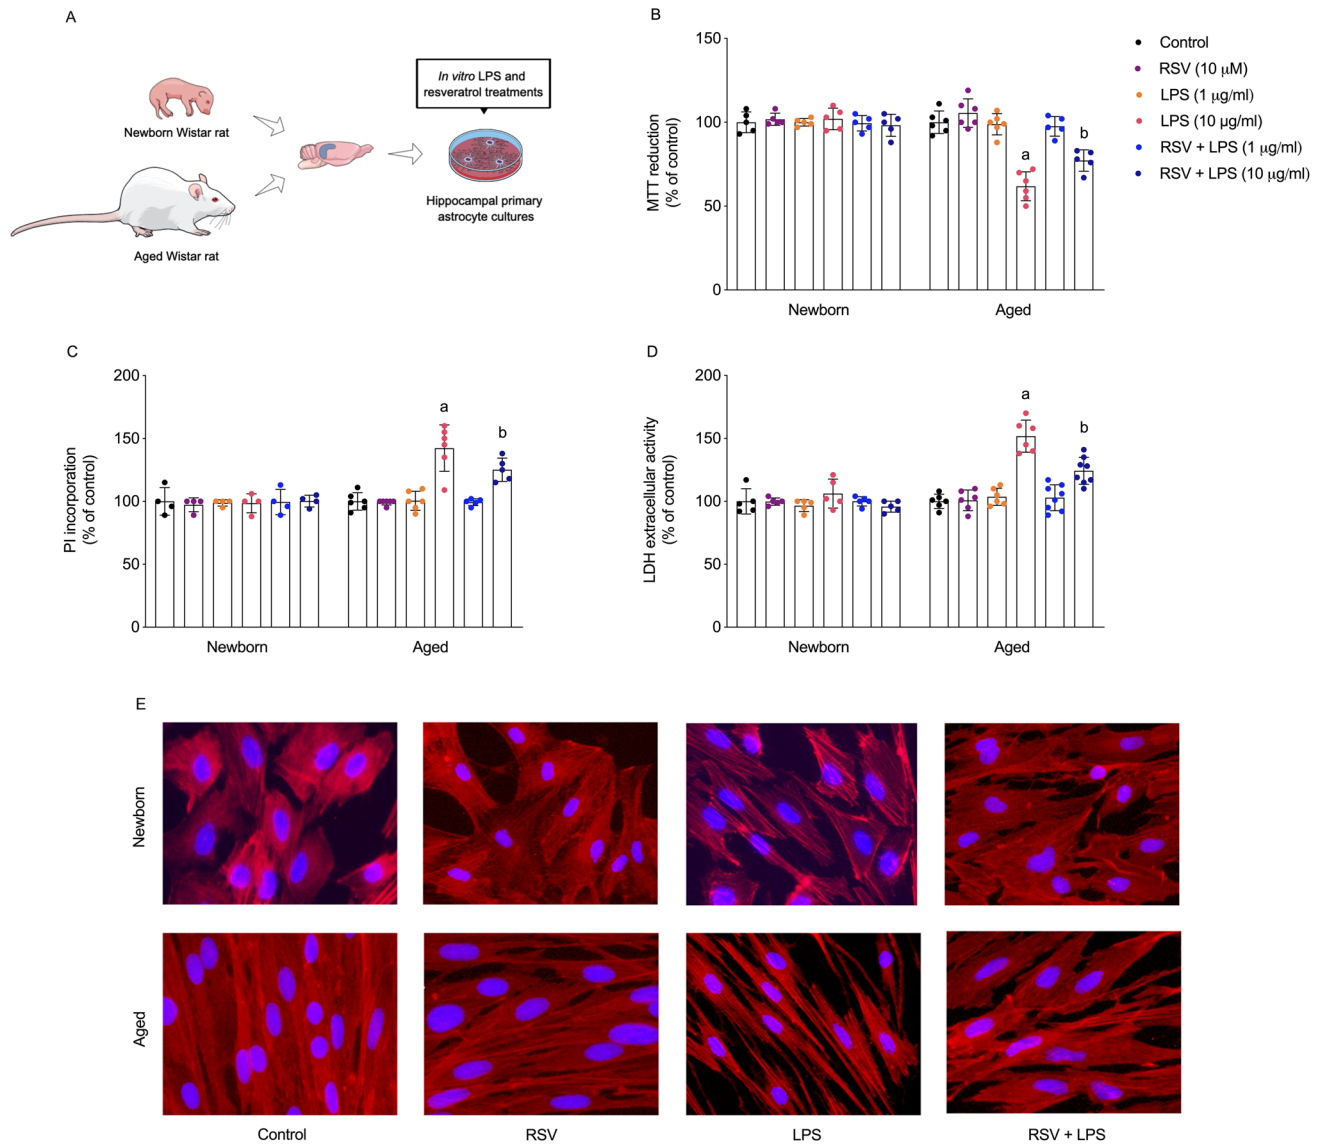 A
Newborn Wistar rat
Aged Wistar rat
In vitro LPS and
resveratrol treatments
Hippocampal primary
astrocyte cultures
B
MTT reduction
(% of control)
150
100
50
0
a
b
Newborn
Aged
Control
RSV (10 μM)
LPS (1 μg/ml)
LPS (10 μg/ml)
RSV + LPS (1 μg/ml)
RSV + LPS (10 μg/ml)
C
PI incorporation
(% of control)
200
150
100
50
0
a
b
Newborn
Aged
D
LDH extracellular activity
(% of control)
200
150
100
50
0
a
b
Newborn
Aged
E
Newborn
Aged
Control
RSV
LPS
RSV + LPS